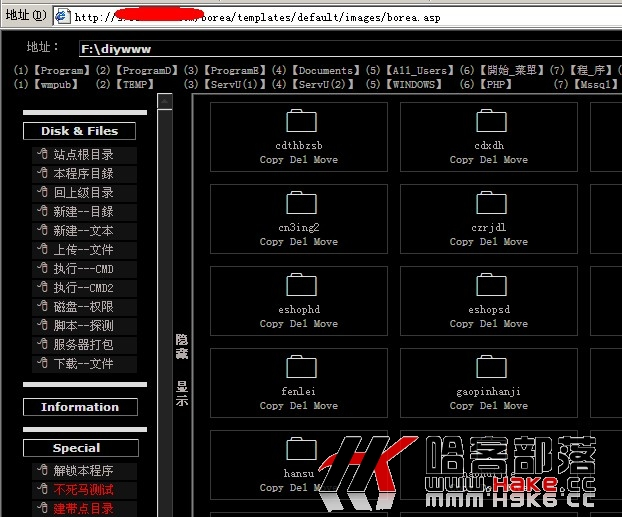 地址(D) http:// /borea/templates/default/images/borea.asp
地址： F:\diywww
(1)【Program】(2)【ProgramD】(3)【ProgramE】(4)【Documents】(5)【All_Users】(6)【開始_菜單】(7)【程_序】(
(1)【wmpub】 (2)【TEMP】 (3)【ServU(1)】(4)【ServU(2)】 (5)【WINDOWS】 (6)【PHP】 (7)【Mssql】
Disk & Files
站点根目录
本程序目錄
回上级目录
新建--目錄
新建--文本
上传--文件
执行---CMD
执行--CMD2
磁盘--权限
脚本--探测
服务器打包
下载--文件
Information
Special
解锁本程序
不死马测试
建带点目录
隐藏
显示
cdthbzsb
Copy Del Move
cdxdh
Copy Del Move
cn3ing2
Copy Del Move
czrjdl
Copy Del Move
eshophd
Copy Del Move
eshopsd
Copy Del Move
fenlei
Copy Del Move
gaopinhanji
Copy Del Move
hansu
Copy Del Move
哈客部落
www.Hake.cc